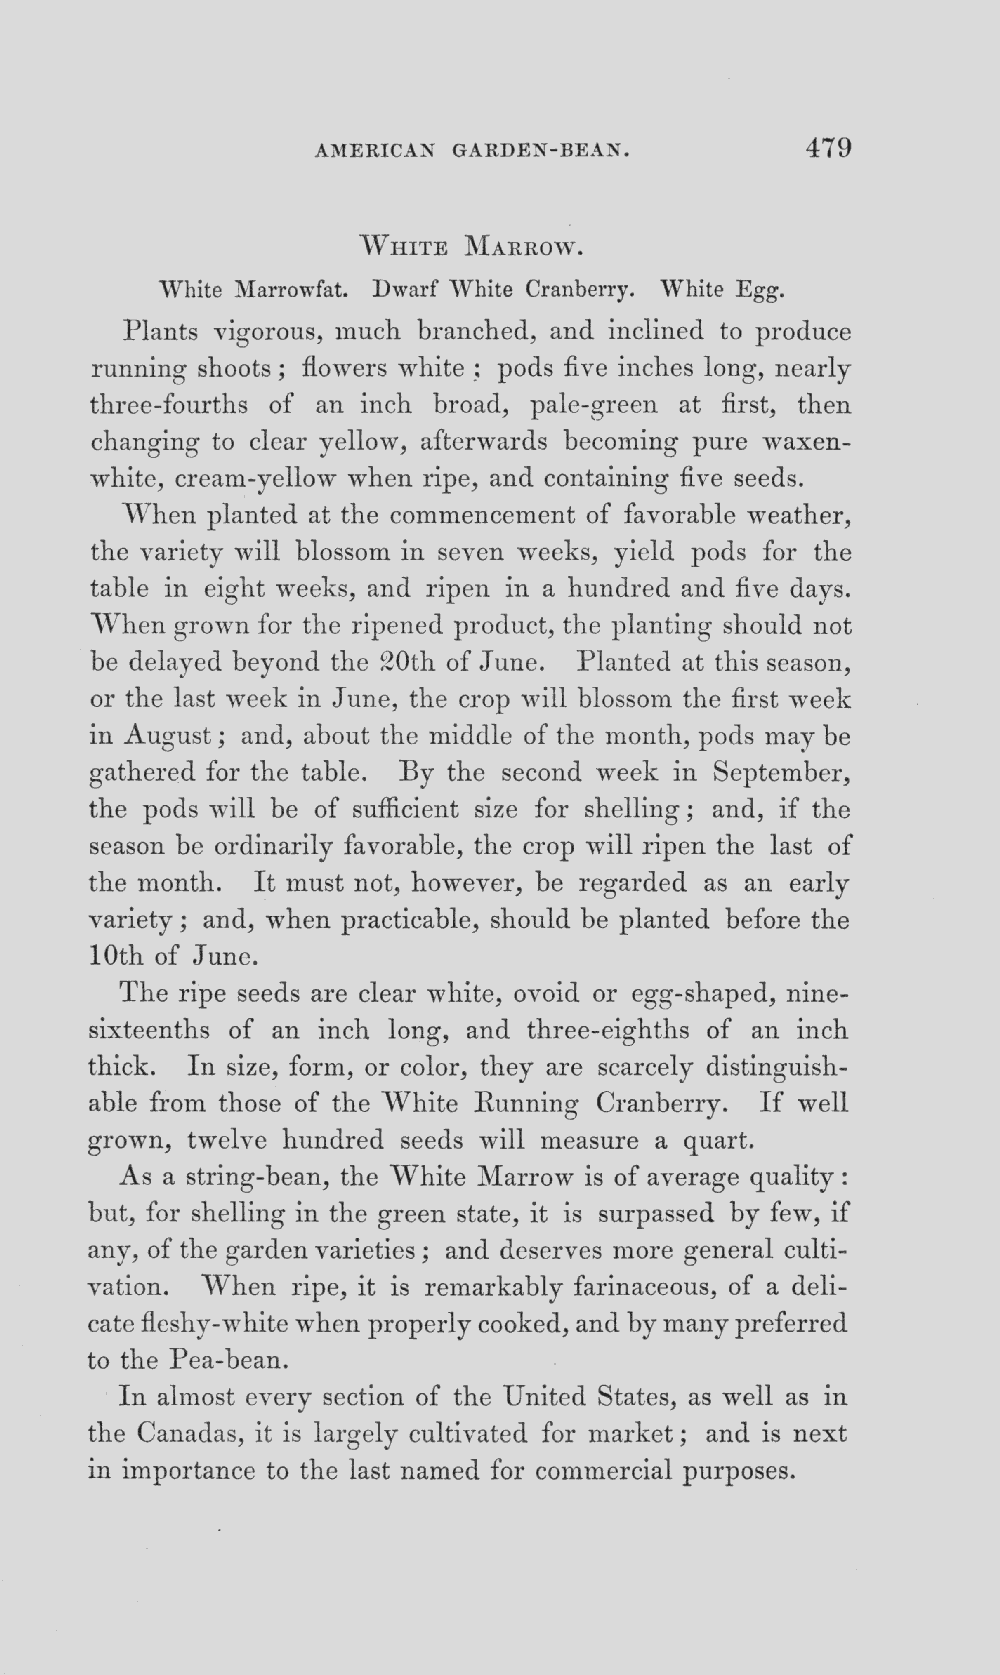 AMERICAN GARDEN-BEAN. 479
WHITE MARROW.
White Marrowfat. Dwarf White Cranberry. White Egg.
Plants vigorous, much branched, and inclined to produce
running shoots; flowers white; pods five inches long, nearly
three-fourths of an inch broad, pale-green at first, then
changing to clear yellow, afterwards becoming pure waxen-
white, cream-yellow when ripe, and containing five seeds.
When planted at the commencement of favorable weather,
the variety will blossom in seven weeks, yield pods for the
table in eight weeks, and ripen in a hundred and five days.
When grown for the ripened product, the planting should not
be delayed beyond the 20th of June. Planted at this season,
or the last week in June, the crop will blossom the first week
in August; and, about the middle of the month, pods may be
gathered for the table. By the second week in September,
the pods will be of sufficient size for shelling; and, if the
season be ordinarily favorable, the crop will ripen the last of
the month. It must not, however, be regarded as an early
variety; and, when practicable, should be planted before the
10th of June.
The ripe seeds are clear white, ovoid or egg-shaped, nine-
sixteenths of an inch long, and three-eighths of an inch
thick. In size, form, or color, they are scarcely distinguish-
able from those of the White Running Cranberry. If well
grown, twelve hundred seeds will measure a quart.
As a string-bean, the White Marrow is of average quality:
but, for shelling in the green state, it is surpassed by few, if
any, of the garden varieties; and deserves more general culti-
vation. When ripe, it is remarkably farinaceous, of a deli-
cate fleshy-white when properly cooked, and by many preferred
to the Pea-bean.
In almost every section of the United States, as well as in
the Canadas, it is largely cultivated for market; and is next
in importance to the last named for commercial purposes.